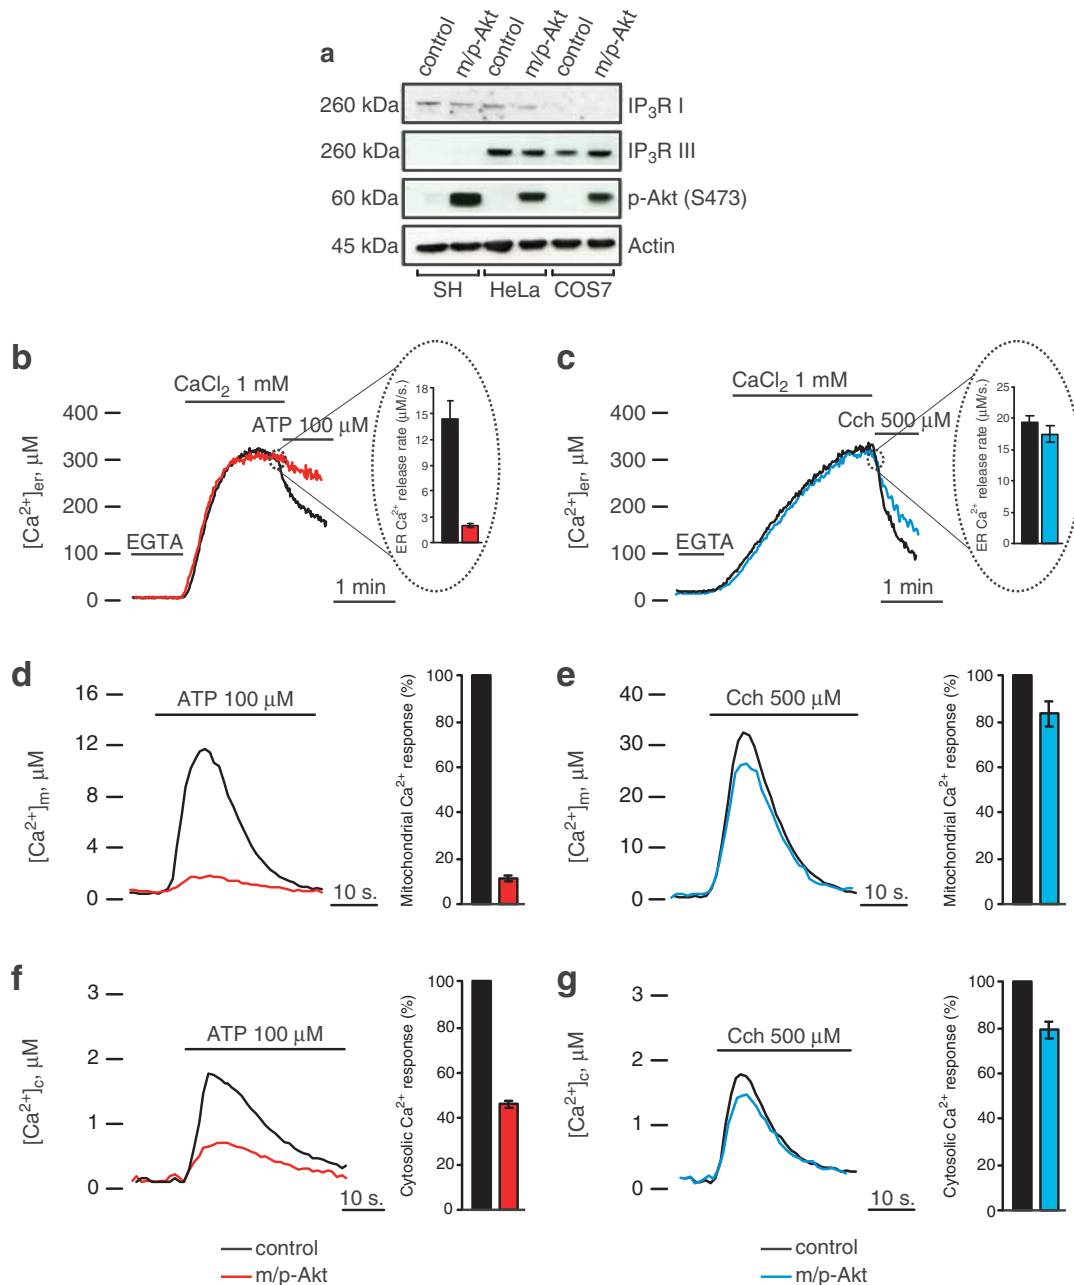 a
control
m/p-Akt
control
m/p-Akt
control
m/p-Akt
260 kDa
IP₃R I
260 kDa
IP₃R III
60 kDa
p-Akt (S473)
45 kDa
Actin
SH
HeLa
COS7
b
[Ca²⁺]er, µM
400
300
200
100
0
EGTA
CaCl₂ 1 mM
ATP 100 µM
1 min
ER Ca²⁺ release rate (µM/s.)
18
15
12
9
6
3
0
c
[Ca²⁺]er, µM
400
300
200
100
0
EGTA
CaCl₂ 1 mM
Cch 500 µM
1 min
ER Ca²⁺ release rate (µM/s.)
25
20
15
10
5
0
d
[Ca²⁺]m, µM
16
12
8
4
0
ATP 100 µM
10 s.
Mitochondrial Ca²⁺ response (%)
100
80
60
40
20
0
e
[Ca²⁺]m, µM
40
30
20
10
0
Cch 500 µM
10 s.
Mitochondrial Ca²⁺ response (%)
100
80
60
40
20
0
f
[Ca²⁺]c, µM
3
2
1
0
ATP 100 µM
10 s.
Cytosolic Ca²⁺ response (%)
100
80
60
40
20
0
g
[Ca²⁺]c, µM
3
2
1
0
Cch 500 µM
10 s.
Cytosolic Ca²⁺ response (%)
100
80
60
40
20
0
control
m/p-Akt
control
m/p-Akt